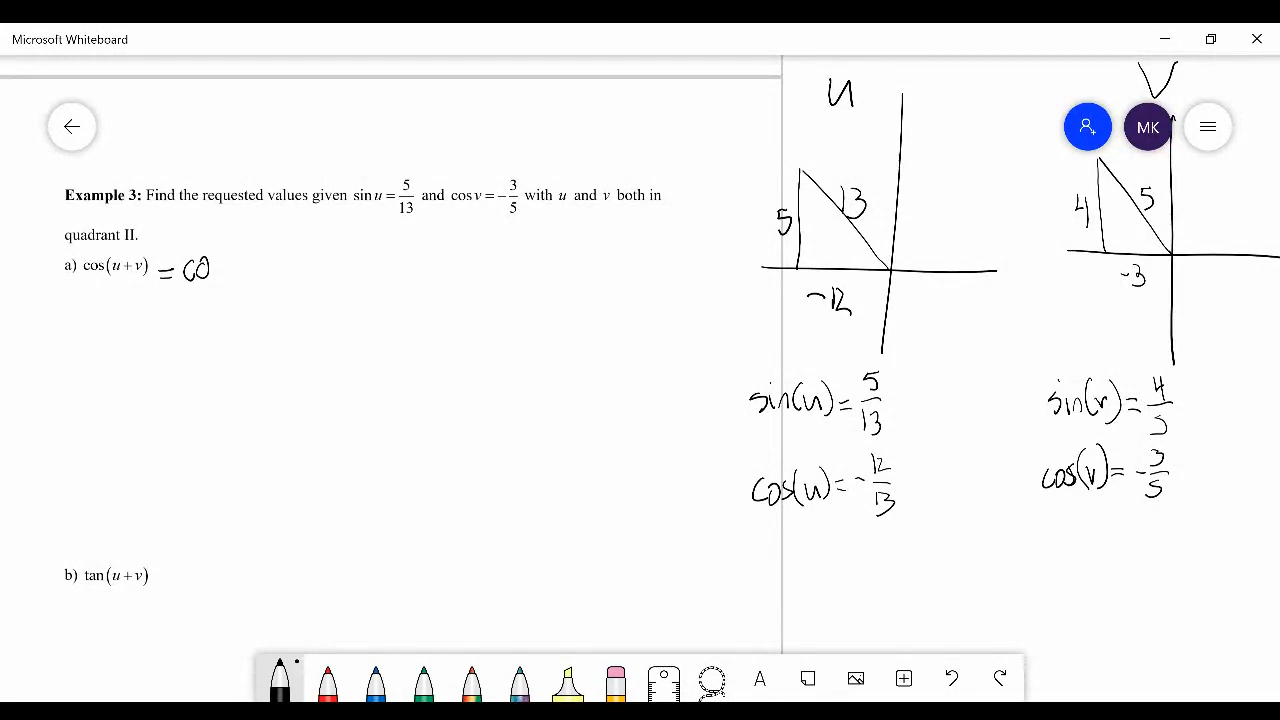 Microsoft Whiteboard
Example 3: Find the requested values given sin u = 5/13 and cos v = -3/5 with u and v both in
quadrant II.
a) cos(u+v) = co
b) tan(u+v)
u
5
13
-12
sin(u) = 5/13
cos(u) = -12/13
V
MK
4
5
-3
sin(v) = 4/5
cos(v) = -3/5
A